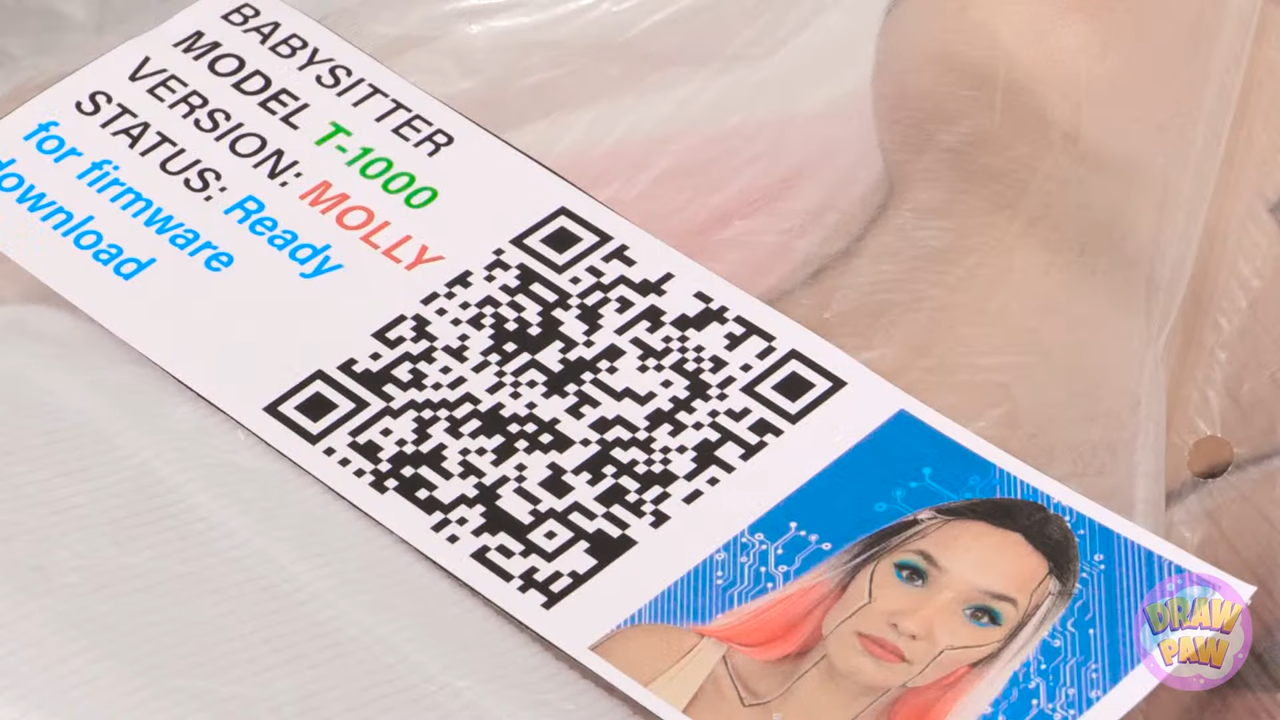 BABYSITTER
MODEL T-1000
VERSION: MOLLY
STATUS: Ready
for firmware
download
DRAW
PAW